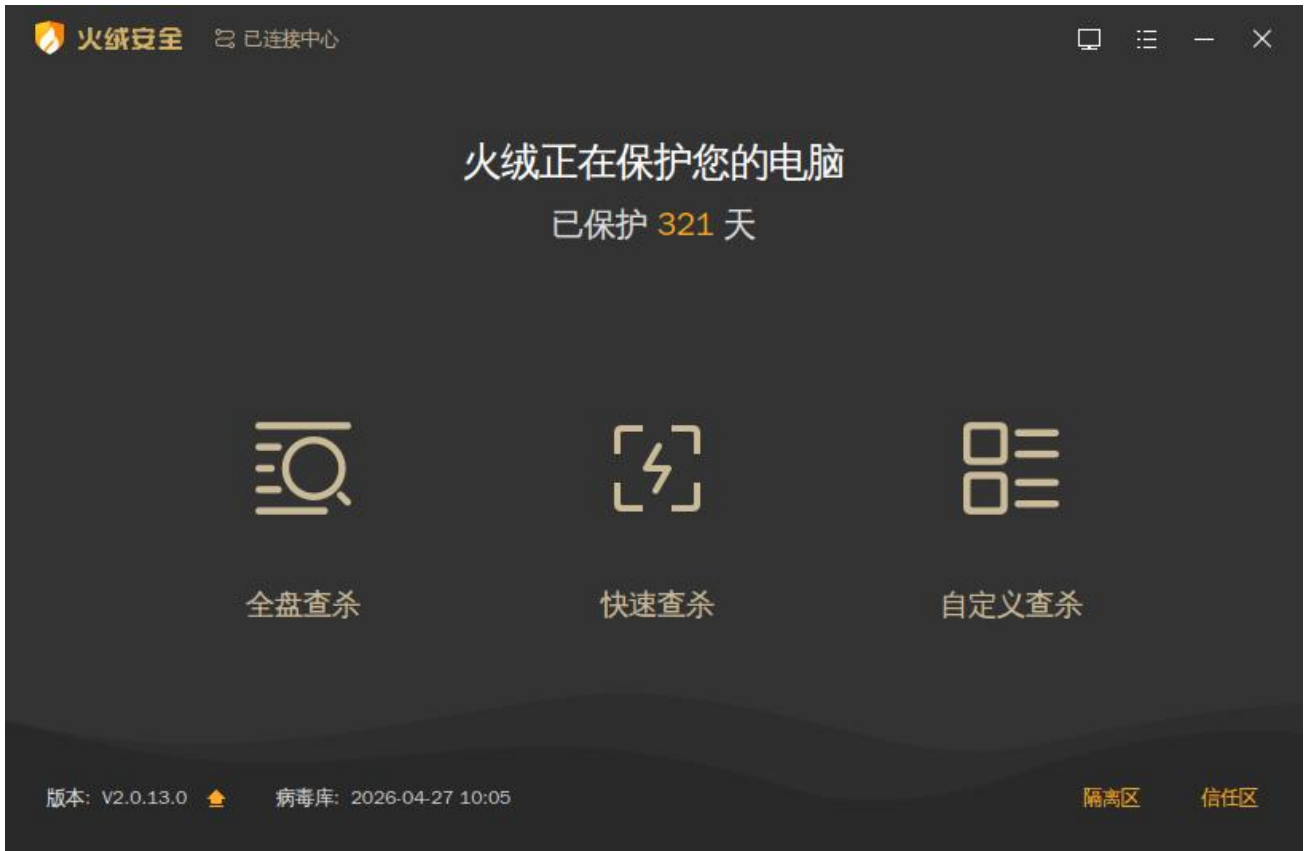 火绒安全 已连接中心
火绒正在保护您的电脑
已保护 321 天
全盘查杀 快速查杀 自定义查杀
版本: V2.0.13.0 病毒库: 2026-04-27 10:05 隔离区 信任区